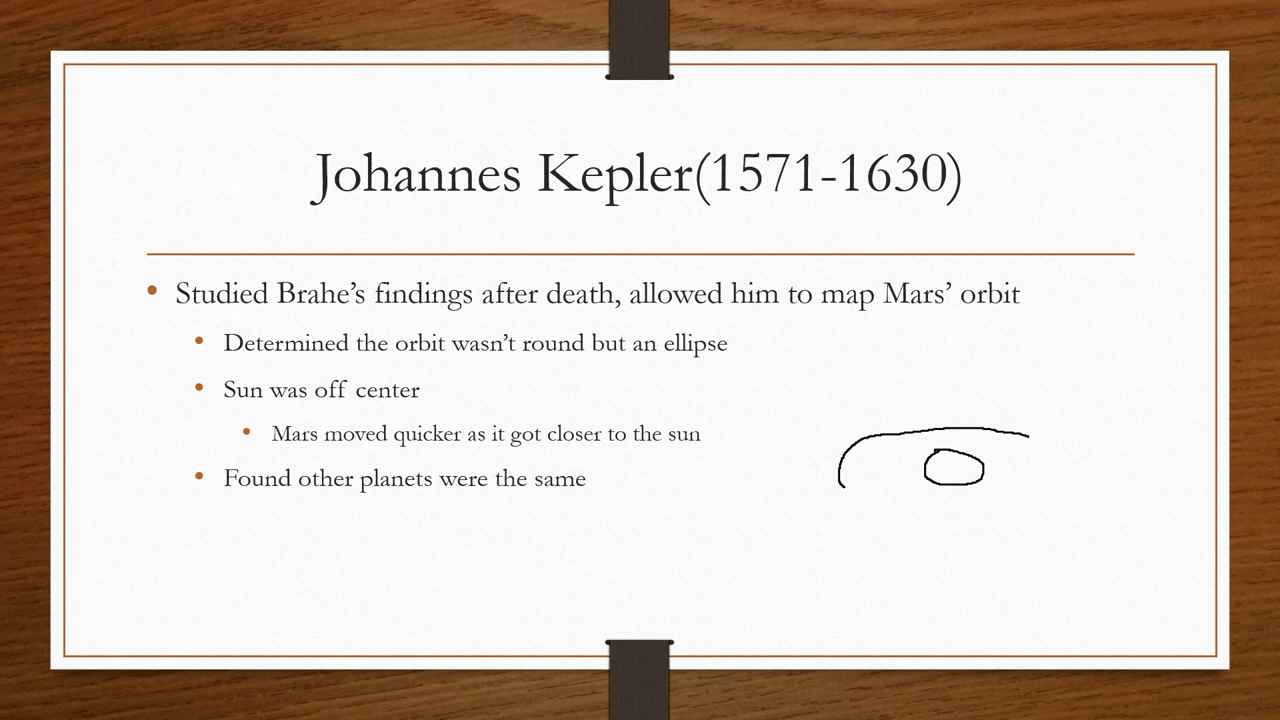 Johannes Kepler(1571-1630)
• Studied Brahe’s findings after death, allowed him to map Mars’ orbit
• Determined the orbit wasn’t round but an ellipse
• Sun was off center
• Mars moved quicker as it got closer to the sun
• Found other planets were the same